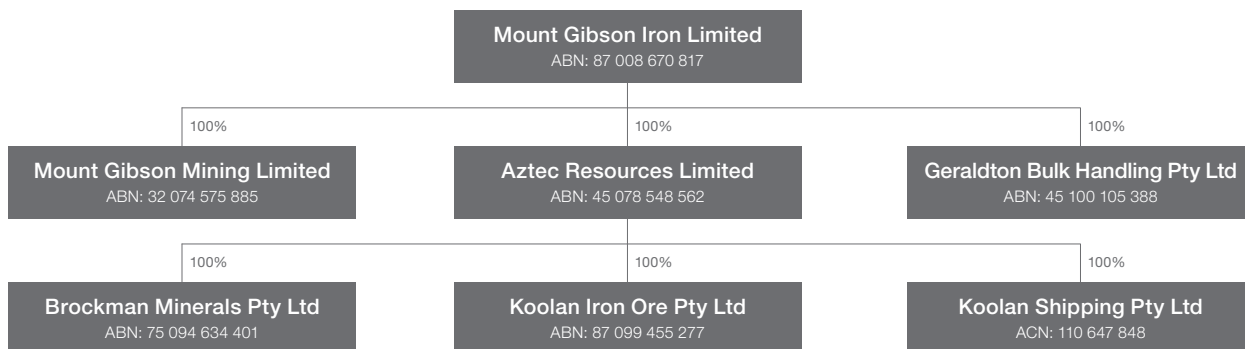 Mount Gibson Iron Limited
ABN: 87 008 670 817
100%
100%
100%
Mount Gibson Mining Limited
ABN: 32 074 575 885
Aztec Resources Limited
ABN: 45 078 548 562
Geraldton Bulk Handling Pty Ltd
ABN: 45 100 105 388
100%
100%
100%
Brockman Minerals Pty Ltd
ABN: 75 094 634 401
Koolan Iron Ore Pty Ltd
ABN: 87 099 455 277
Koolan Shipping Pty Ltd
ACN: 110 647 848